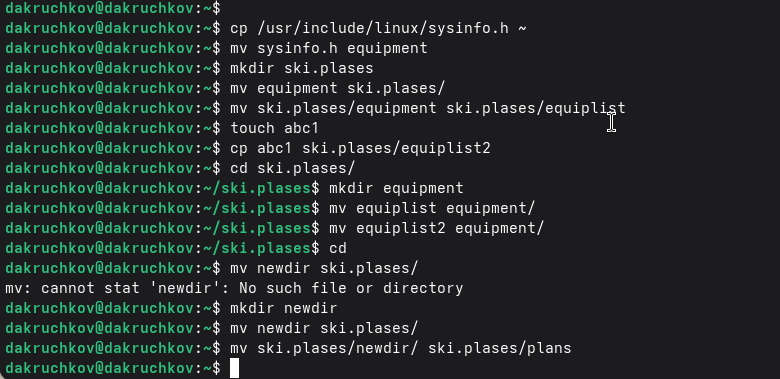 dakruchkov@dakruchkov:~$
dakruchkov@dakruchkov:~$ cp /usr/include/linux/sysinfo.h ~
dakruchkov@dakruchkov:~$ mv sysinfo.h equipment
dakruchkov@dakruchkov:~$ mkdir ski.plases
dakruchkov@dakruchkov:~$ mv equipment ski.plases/
dakruchkov@dakruchkov:~$ mv ski.plases/equipment ski.plases/equiplist
dakruchkov@dakruchkov:~$ touch abc1
dakruchkov@dakruchkov:~$ cp abc1 ski.plases/equiplist2
dakruchkov@dakruchkov:~$ cd ski.plases/
dakruchkov@dakruchkov:~/ski.plases$ mkdir equipment
dakruchkov@dakruchkov:~/ski.plases$ mv equiplist equipment/
dakruchkov@dakruchkov:~/ski.plases$ mv equiplist2 equipment/
dakruchkov@dakruchkov:~/ski.plases$ cd
dakruchkov@dakruchkov:~$ mv newdir ski.plases/
mv: cannot stat 'newdir': No such file or directory
dakruchkov@dakruchkov:~$ mkdir newdir
dakruchkov@dakruchkov:~$ mv newdir ski.plases/
dakruchkov@dakruchkov:~$ mv ski.plases/newdir/ ski.plases/plans
dakruchkov@dakruchkov:~$